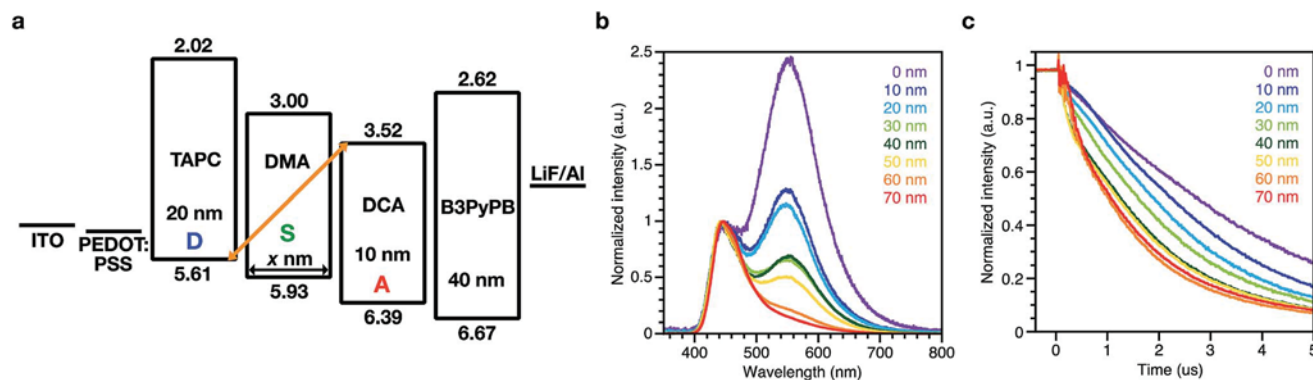 a
2.02
TAPC
20 nm
D
5.61
3.00
DMA
S
x nm
5.93
3.52
DCA
10 nm
A
6.39
2.62
B3PyPB
40 nm
6.67
ITO
PEDOT:
PSS
LiF/Al
b
Normalized intensity (a.u.)
2.5
2.0
1.5
1
0.5
0
400 500 600 700 800
Wavelength (nm)
0 nm
10 nm
20 nm
30 nm
40 nm
50 nm
60 nm
70 nm
c
Normalized intensity (a.u.)
1
0.8
0.6
0.4
0.2
0
0 1 2 3 4 5
Time (us)
0 nm
10 nm
20 nm
30 nm
40 nm
50 nm
60 nm
70 nm